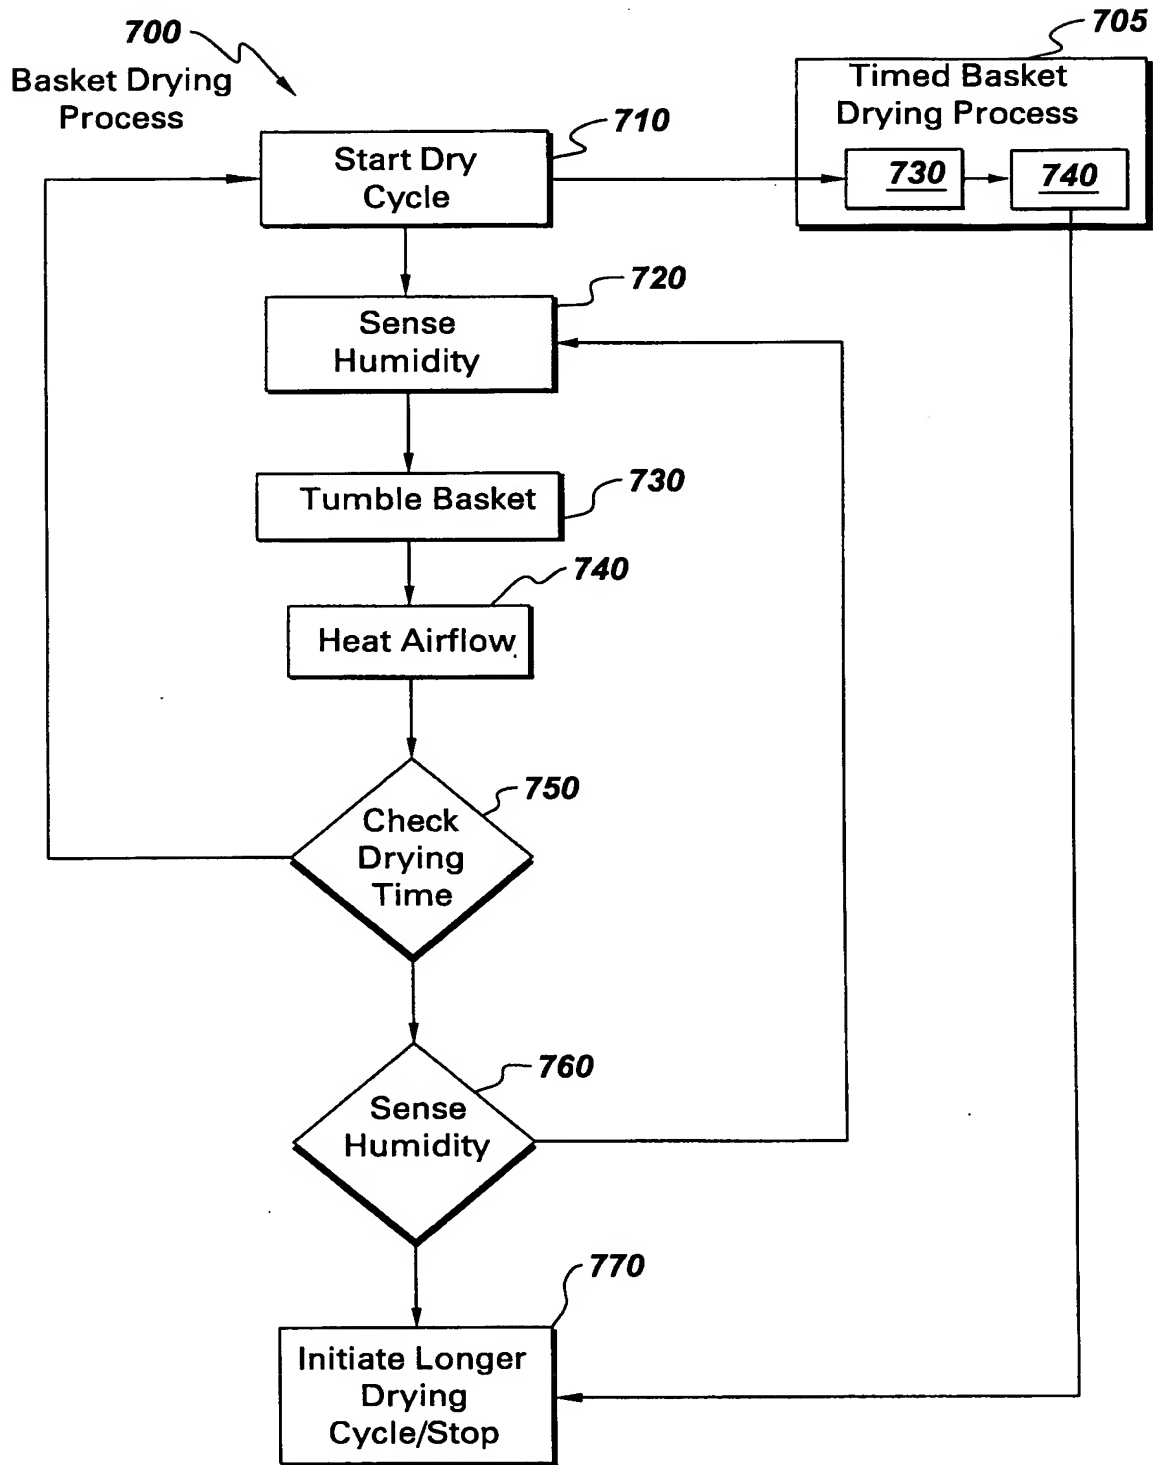 700
Basket Drying
Process
705
Timed Basket
Drying Process
730
740
710
Start Dry
Cycle
720
Sense
Humidity
730
Tumble Basket
740
Heat Airflow
750
Check
Drying
Time
760
Sense
Humidity
770
Initiate Longer
Drying
Cycle/Stop